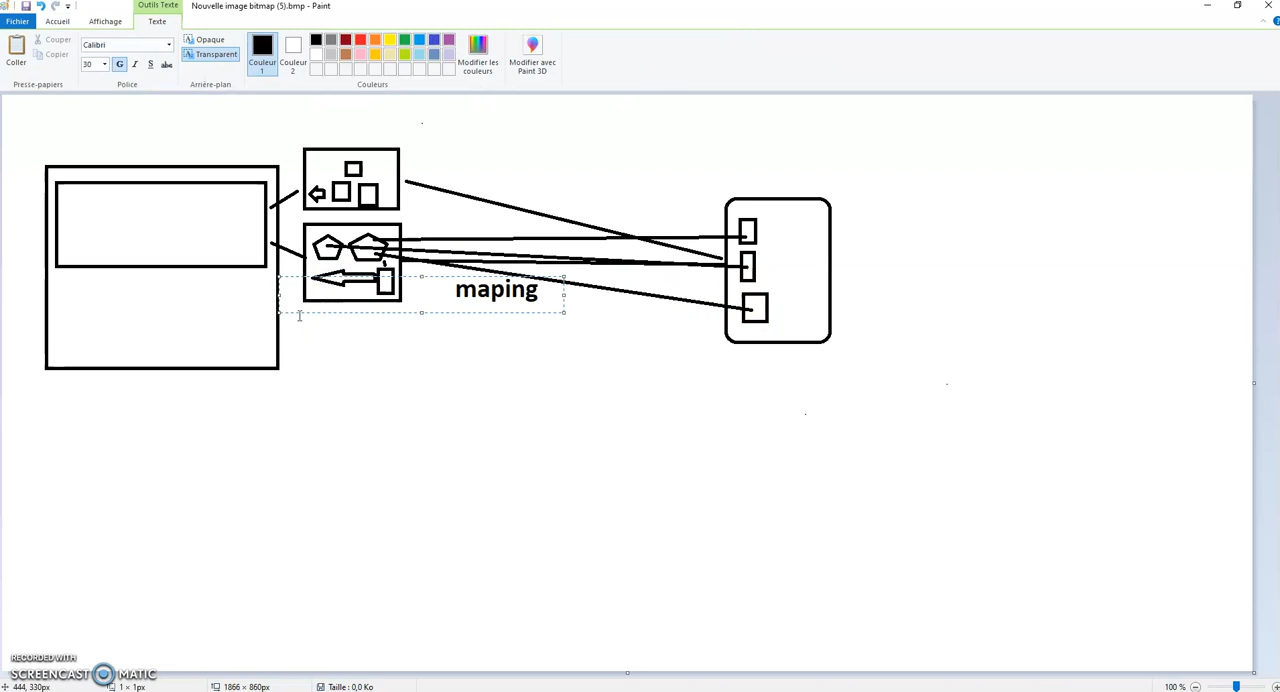 Outils Texte
Nouvelle image bitmap (5).bmp - Paint
Fichier
Accueil
Affichage
Texte
Coller
Couper
Copier
Presse-papiers
Calibri
30
G
I
S
abc
Police
Opaque
Transparent
Arrière-plan
Couleur
1
Couleur
2
Modifier les
couleurs
Couleurs
Modifier avec
Paint 3D
maping
RECORDED WITH
SCREENCAST MATIC
444, 330px
1 × 1px
1866 × 860px
Taille : 0,0 Ko
100 %